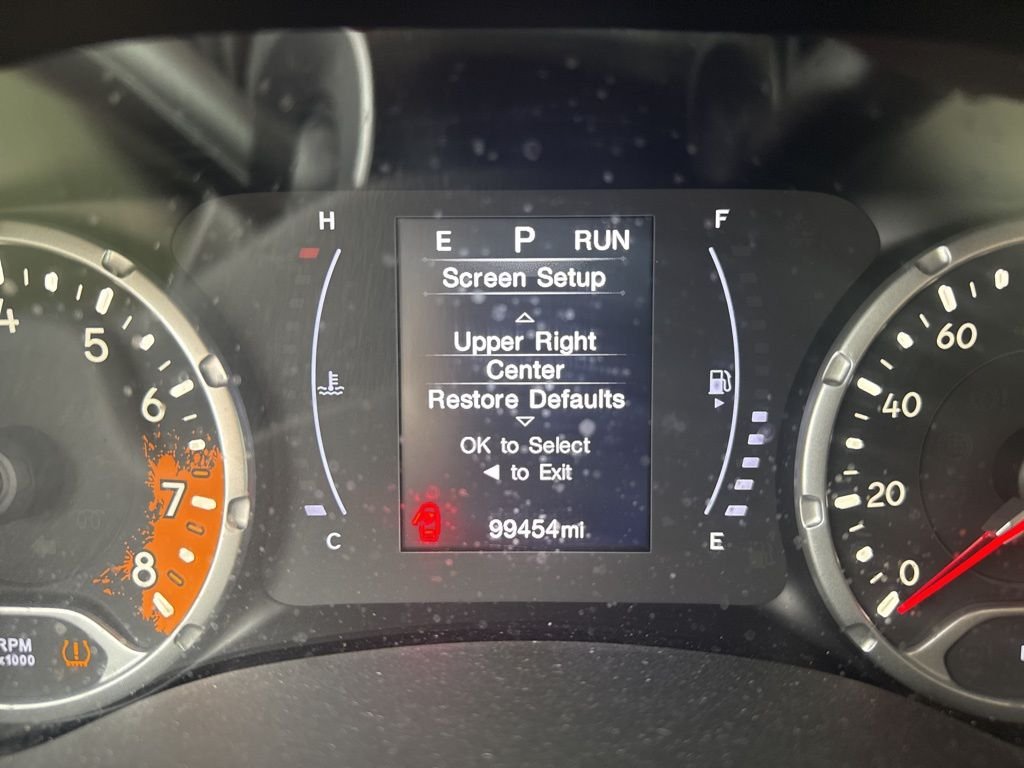 H
F
E P RUN
Screen Setup
Upper Right
Center
Restore Defaults
OK to Select
◀ to Exit
99454mi
C
E
4
5
6
7
8
RPM
x1000
60
40
20
0